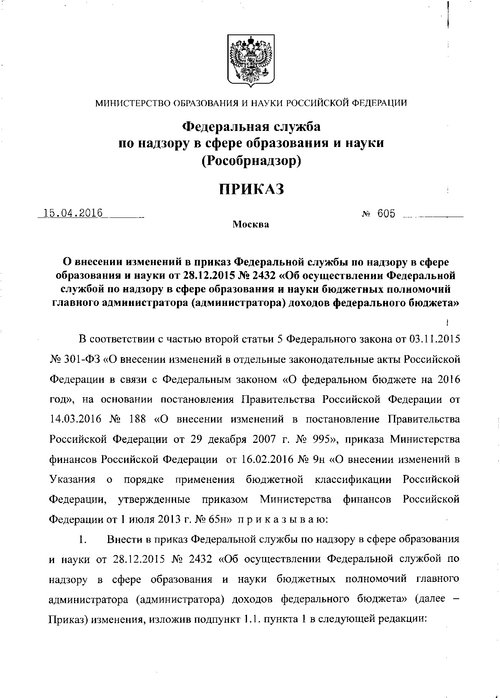 МИНИСТЕРСТВО ОБРАЗОВАНИЯ И НАУКИ РОССИЙСКОЙ ФЕДЕРАЦИИ
Федеральная служба
по надзору в сфере образования и науки
(Рособрнадзор)
ПРИКАЗ
15.04.2016 № 605
Москва
О внесении изменений в приказ Федеральной службы по надзору в сфере
образования и науки от 28.12.2015 № 2432 «Об осуществлении Федеральной
службой по надзору в сфере образования и науки бюджетных полномочий
главного администратора (администратора) доходов федерального бюджета»
В соответствии с частью второй статьи 5 Федерального закона от 03.11.2015
№ 301-ФЗ «О внесении изменений в отдельные законодательные акты Российской
Федерации в связи с Федеральным законом «О федеральном бюджете на 2016
год», на основании постановления Правительства Российской Федерации от
14.03.2016 № 188 «О внесении изменений в постановление Правительства
Российской Федерации от 29 декабря 2007 г. № 995», приказа Министерства
финансов Российской Федерации от 16.02.2016 № 9н «О внесении изменений в
Указания о порядке применения бюджетной классификации Российской
Федерации, утвержденные приказом Министерства финансов Российской
Федерации от 1 июля 2013 г. № 65н» п р и к а з ы в а ю:
1. Внести в приказ Федеральной службы по надзору в сфере образования
и науки от 28.12.2015 № 2432 «Об осуществлении Федеральной службой по
надзору в сфере образования и науки бюджетных полномочий главного
администратора (администратора) доходов федерального бюджета» (далее –
Приказ) изменения, изложив подпункт 1.1. пункта 1 в следующей редакции: